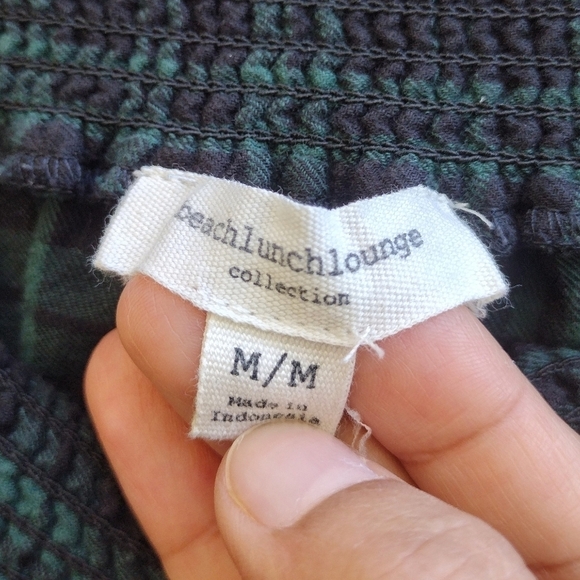 beachlunchlounge
collection
M/M
Made in
Indonesia